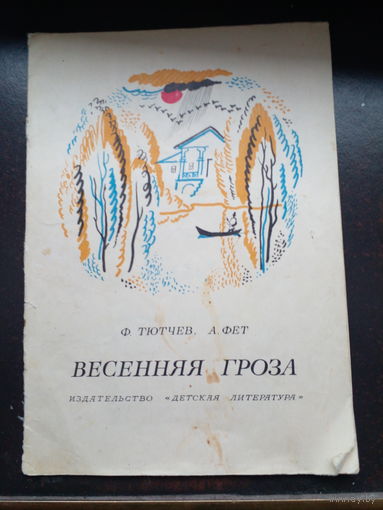 Ф. ТЮТЧЕВ. А. ФЕТ
ВЕСЕННЯЯ ГРОЗА
ИЗДАТЕЛЬСТВО «ДЕТСКАЯ ЛИТЕРАТУРА»